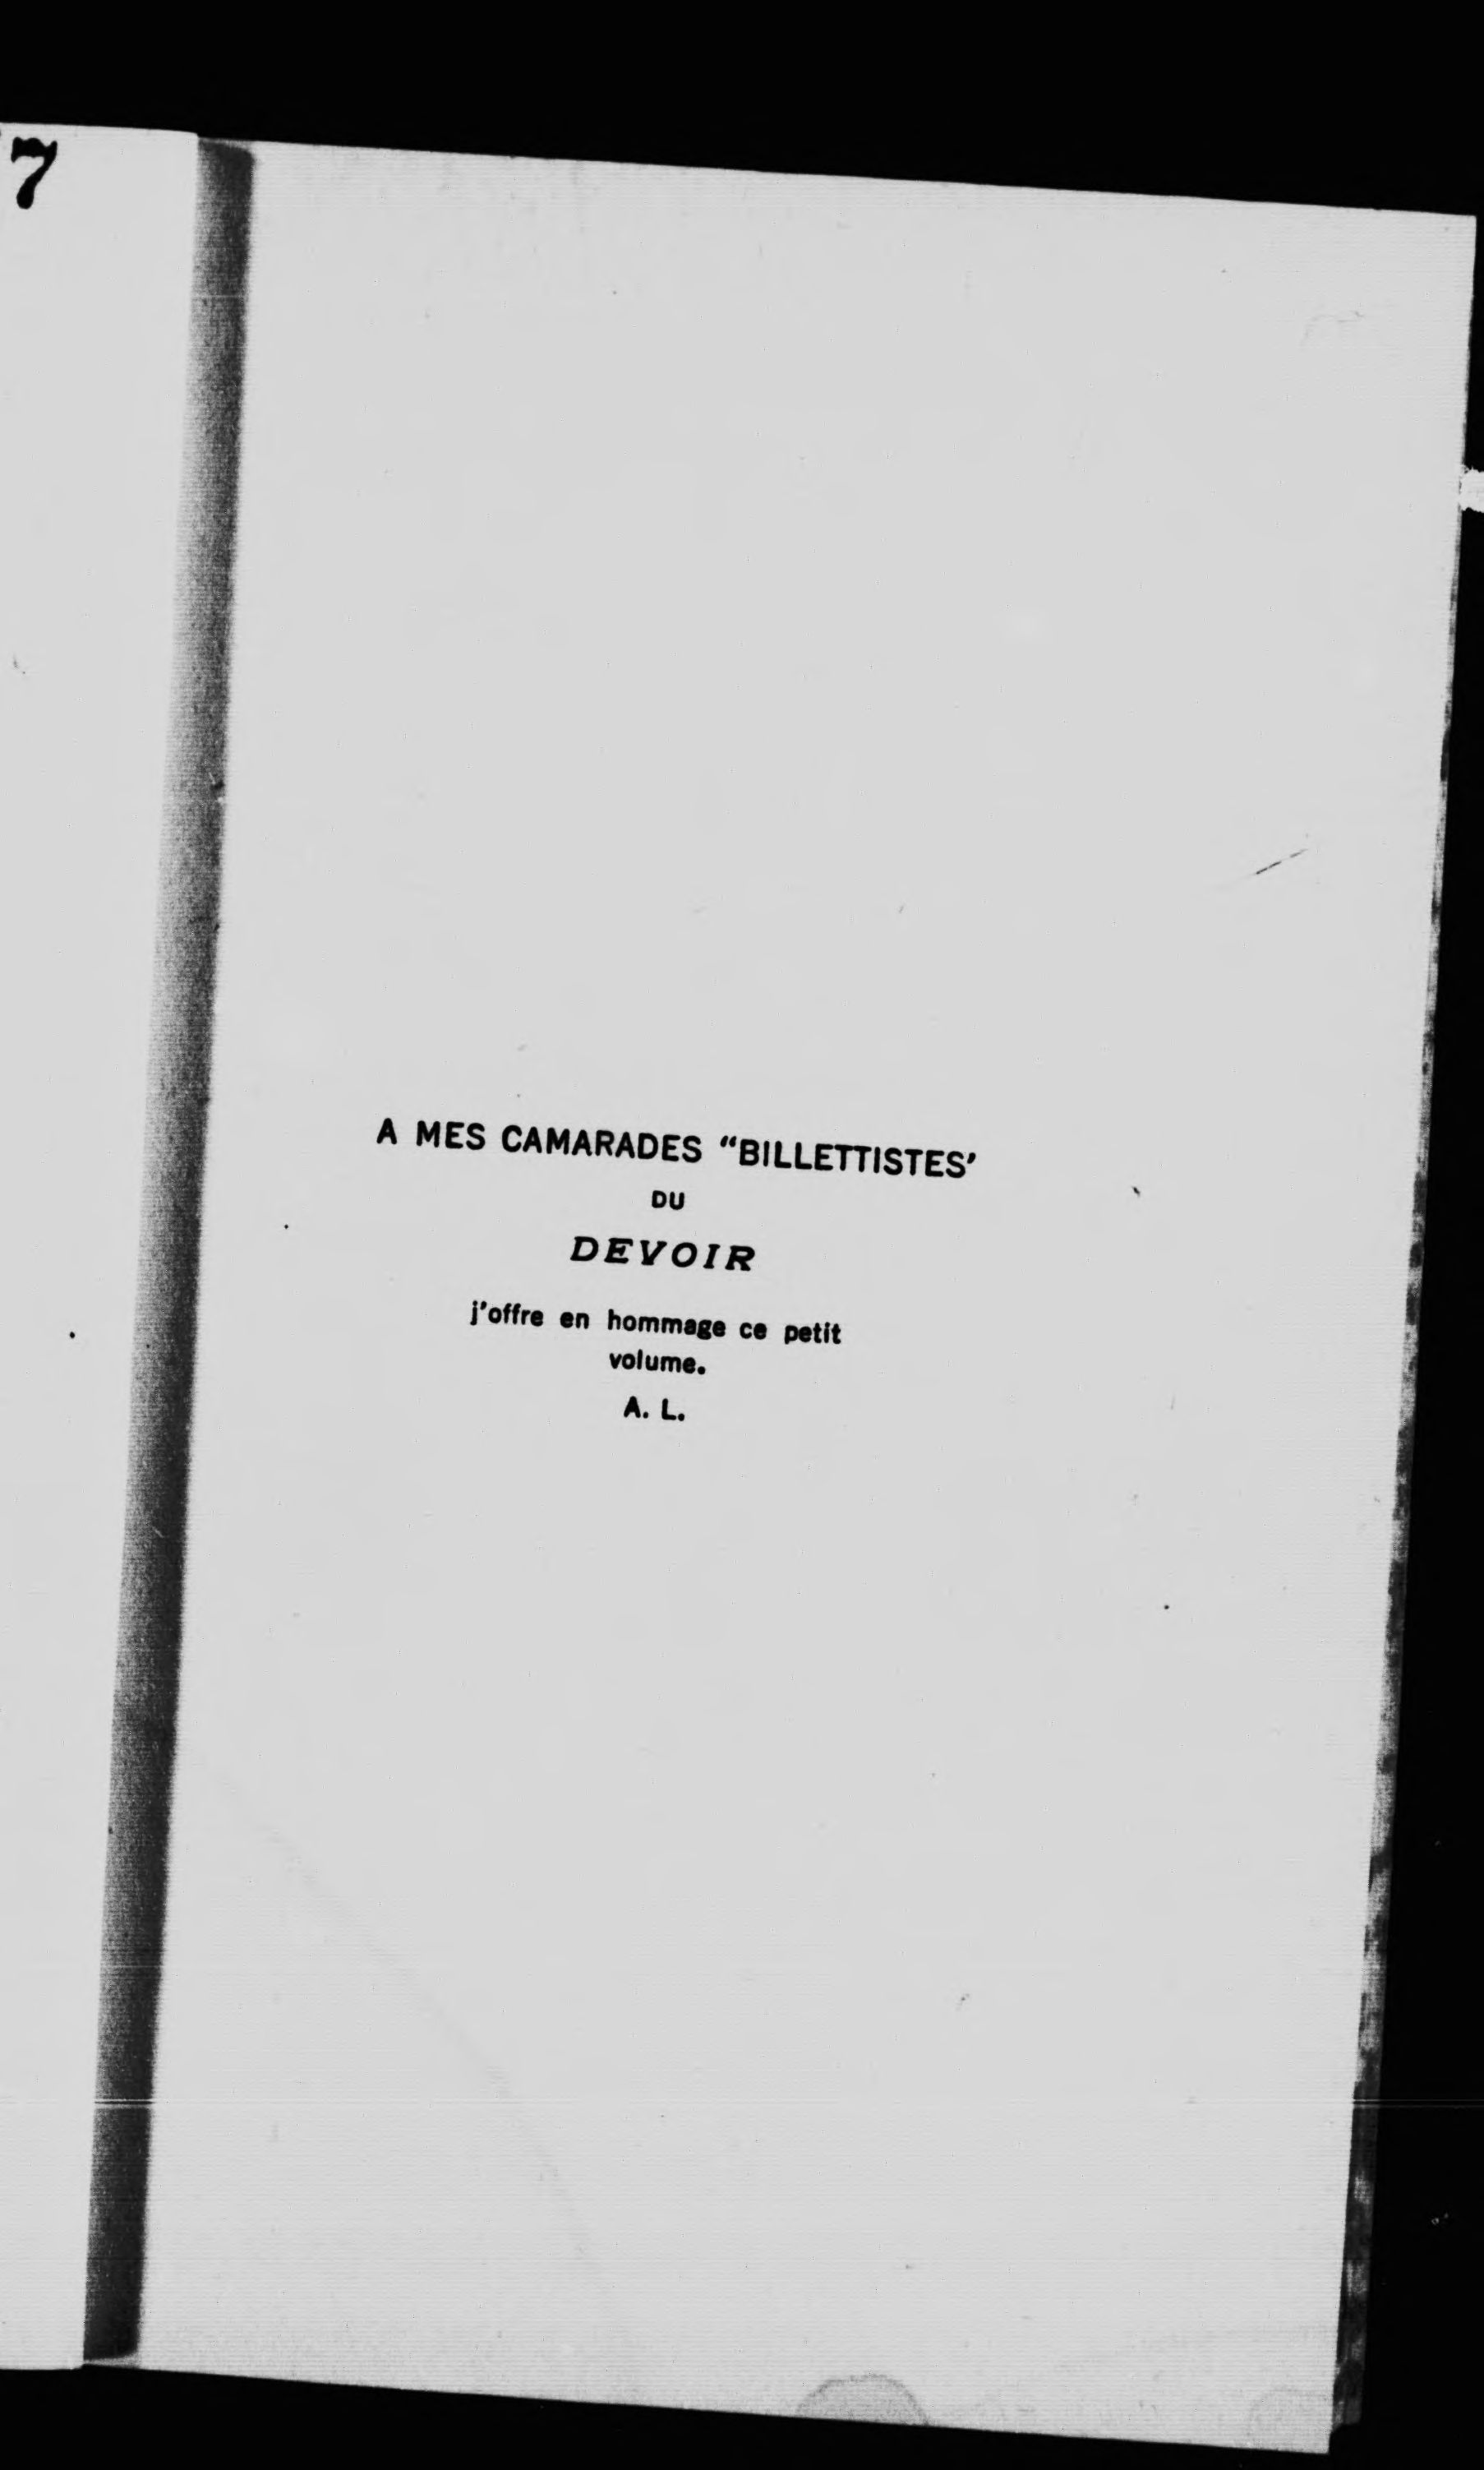 7
A MES CAMARADES "BILLETTISTES'
DU
DEVOIR
j'offre en hommage ce petit
volume.
A. L.